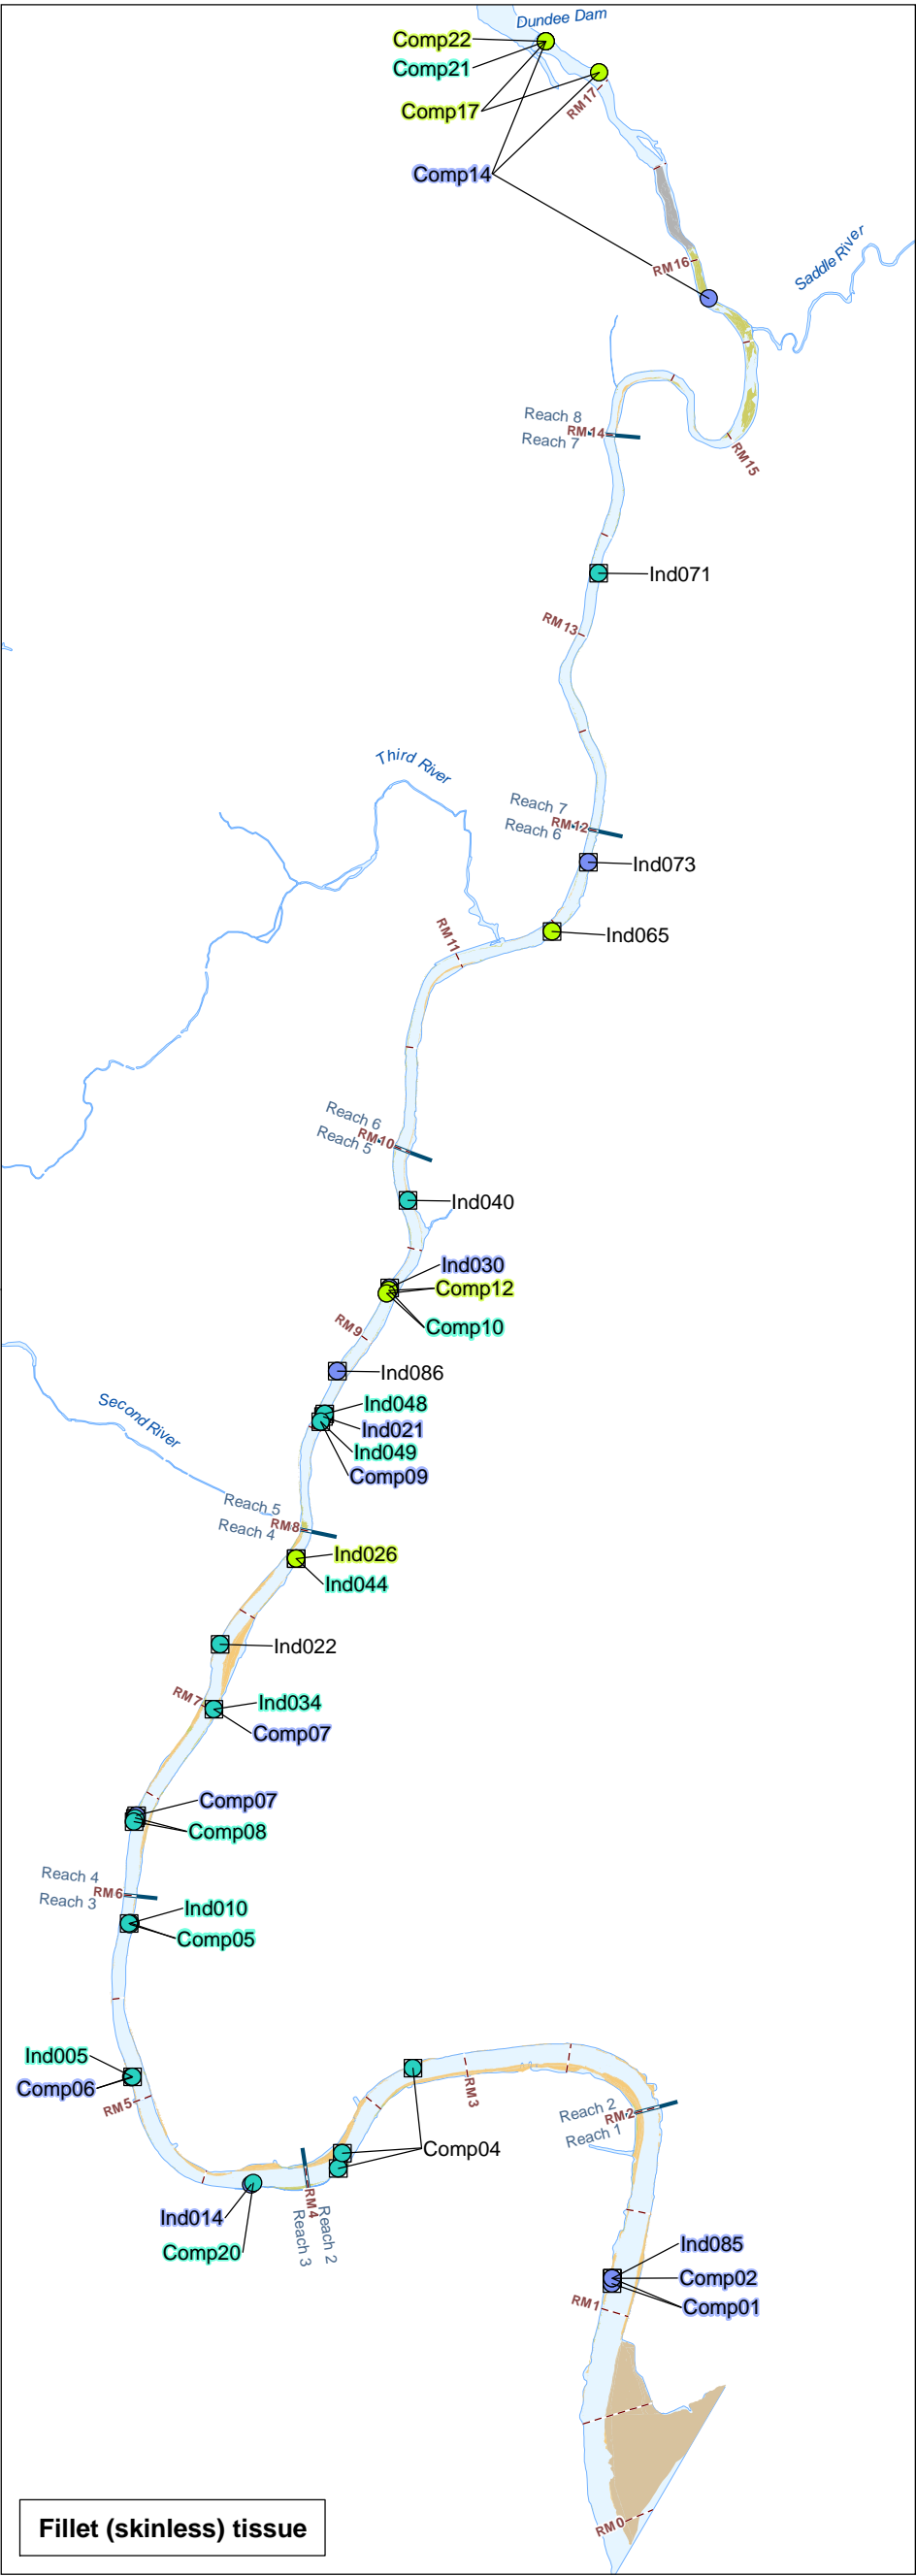 Dundee Dam
Comp22
Comp21
RM17
Comp17
Comp14
Saddle River
RM16
Reach 8
RM14
Reach 7
RM15
Ind071
RM13
Third River
Reach 7
RM12
Reach 6
Ind073
Ind065
RM11
Reach 6
RM10
Reach 5
Ind040
Ind030
Comp12
Comp10
RM9
Ind086
Second River
Ind048
Ind021
Ind049
Comp09
Reach 5
RM8
Reach 4
Ind026
Ind044
Ind022
RM7
Ind034
Comp07
Comp07
Comp08
Reach 4
RM6
Reach 3
Ind010
Comp05
Ind005
Comp06
RM5
RM3
Reach 2
RM2
Reach 1
Comp04
RM4
Reach 2
Reach 3
Ind014
Comp20
Ind085
Comp02
Comp01
RM1
RM0
Fillet (skinless) tissue